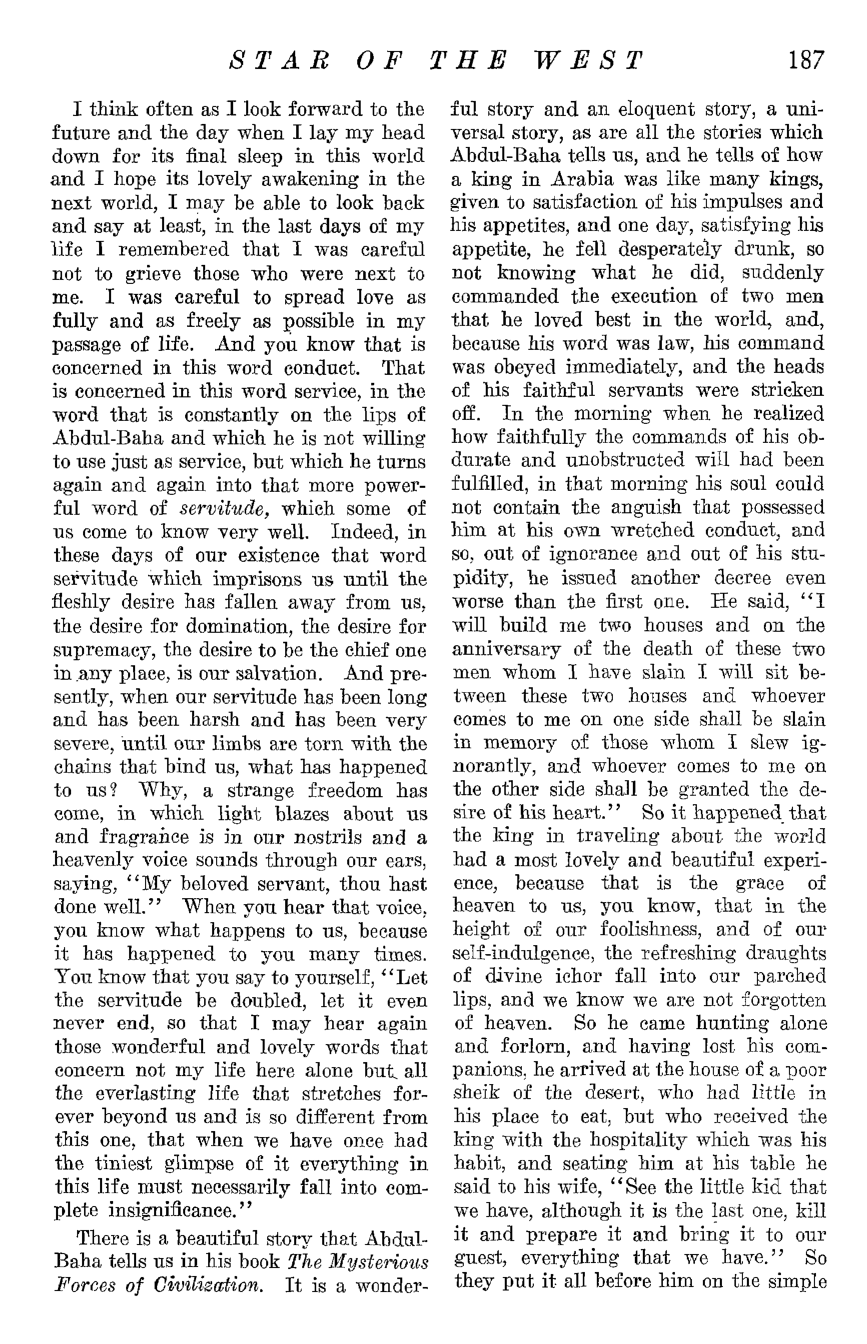 STAR OF THE WEST 187
I think often as I look forward to the
future and the day when I lay my head
down for its final sleep in this world
and I hope its lovely awakening in the
next world, I may be able to look back
and say at least, in the last days of my
life I remembered that I was careful
not to grieve those who were next to
me. I was careful to spread love as
fully and as freely as possible in my
passage of life. And you know that is
concerned in this word conduct. That
is concerned in this word service, in the
word that is constantly on the lips of
Abdul-Baha and which he is not willing
to use just as service, but which he turns
again and again into that more power-
ful word of servitude, which some of
us come to know very well. Indeed, in
these days of our existence that word
servitude which imprisons us until the
fleshly desire has fallen away from us,
the desire for domination, the desire for
supremacy, the desire to be the chief one
in any place, is our salvation. And pre-
sently, when our servitude has been long
and has been harsh and has been very
severe, until our limbs are torn with the
chains that bind us, what has happened
to us? Why, a strange freedom has
come, in which light blazes about us
and fragrance is in our nostrils and a
heavenly voice sounds through our ears,
saying, "My beloved servant, thou hast
done well." When you hear that voice,
you know what happens to us, because
it has happened to you many times.
You know that you say to yourself, "Let
the servitude be doubled, let it even
never end, so that I may hear again
those wonderful and lovely words that
concern not my life here alone but all
the everlasting life that stretches for-
ever beyond us and is so different from
this one, that when we have once had
the tiniest glimpse of it everything in
this life must necessarily fall into com-
plete insignificance."
There is a beautiful story that Abdul-
Baha tells us in his book The Mysterious
Forces of Civilization. It is a wonder-
ful story and an eloquent story, a uni-
versal story, as are all the stories which
Abdul-Baha tells us, and he tells of how
a king in Arabia was like many kings,
given to satisfaction of his impulses and
his appetites, and one day, satisfying his
appetite, he fell desperately drunk, so
not knowing what he did, suddenly
commanded the execution of two men
that he loved best in the world, and,
because his word was law, his command
was obeyed immediately, and the heads
of his faithful servants were stricken
off. In the morning when he realized
how faithfully the commands of his ob-
durate and unobstructed will had been
fulfilled, in that morning his soul could
not contain the anguish that possessed
him at his own wretched conduct, and
so, out of ignorance and out of his stu-
pidity, he issued another decree even
worse than the first one. He said, "I
will build me two houses and on the
anniversary of the death of these two
men whom I have slain I will sit be-
tween these two houses and whoever
comes to me on one side shall be slain
in memory of those whom I slew ig-
norantly, and whoever comes to me on
the other side shall be granted the de-
sire of his heart." So it happened that
the king in traveling about the world
had a most lovely and beautiful experi-
ence, because that is the grace of
heaven to us, you know, that in the
height of our foolishness, and of our
self-indulgence, the refreshing draughts
of divine ichor fall into our parched
lips, and we know we are not forgotten
of heaven. So he came hunting alone
and forlorn, and having lost his com-
panions, he arrived at the house of a poor
sheik of the desert, who had little in
his place to eat, but who received the
king with the hospitality which was his
habit, and seating him at his table he
said to his wife, "See the little kid that
we have, although it is the last one, kill
it and prepare it and bring it to our
guest, everything that we have." So
they put it all before him on the simple